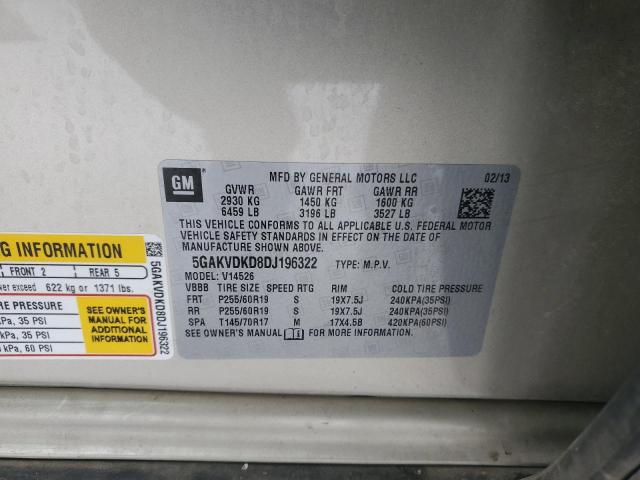 GM
MFD BY GENERAL MOTORS LLC 02/13
GVWR GAWR FRT GAWR RR
2930 KG 1450 KG 1600 KG
6459 LB 3196 LB 3527 LB
THIS VEHICLE CONFORMS TO ALL APPLICABLE U.S. FEDERAL MOTOR
VEHICLE SAFETY STANDARDS IN EFFECT ON THE DATE OF
MANUFACTURE SHOWN ABOVE.
5GAKVDKD8DJ196322 TYPE: M.P.V.
MODEL: V14526
VBBB TIRE SIZE SPEED RTG RIM COLD TIRE PRESSURE
FRT P255/60R19 S 19X7.5J 240KPA(35PSI)
RR P255/60R19 S 19X7.5J 240KPA(35PSI)
SPA T145/70R17 M 17X4.5B 420KPA(60PSI)
SEE OWNER'S MANUAL FOR MORE INFORMATION.
G INFORMATION
FRONT 2 REAR 5
exceed 622 kg or 1371 lbs.
E PRESSURE
kPa, 35 PSI
kPa, 35 PSI
kPa, 60 PSI
SEE OWNER'S
MANUAL FOR
ADDITIONAL
INFORMATION
5GAKVDKD8DJ196322